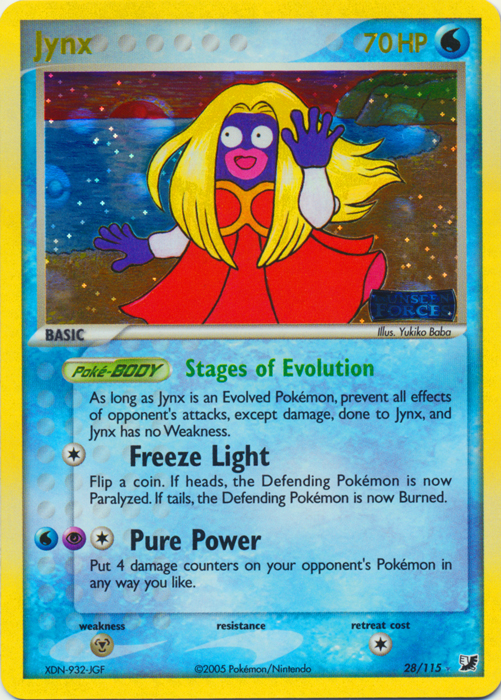 Jynx
70 HP
UNSEEN
FORCES
BASIC
Illus. Yukiko Baba
Poké-BODY Stages of Evolution
As long as Jynx is an Evolved Pokémon, prevent all effects
of opponent's attacks, except damage, done to Jynx, and
Jynx has no Weakness.
Freeze Light
Flip a coin. If heads, the Defending Pokémon is now
Paralyzed. If tails, the Defending Pokémon is now Burned.
Pure Power
Put 4 damage counters on your opponent's Pokémon in
any way you like.
weakness resistance retreat cost
XDN-932-JGF ©2005 Pokémon/Nintendo 28/115